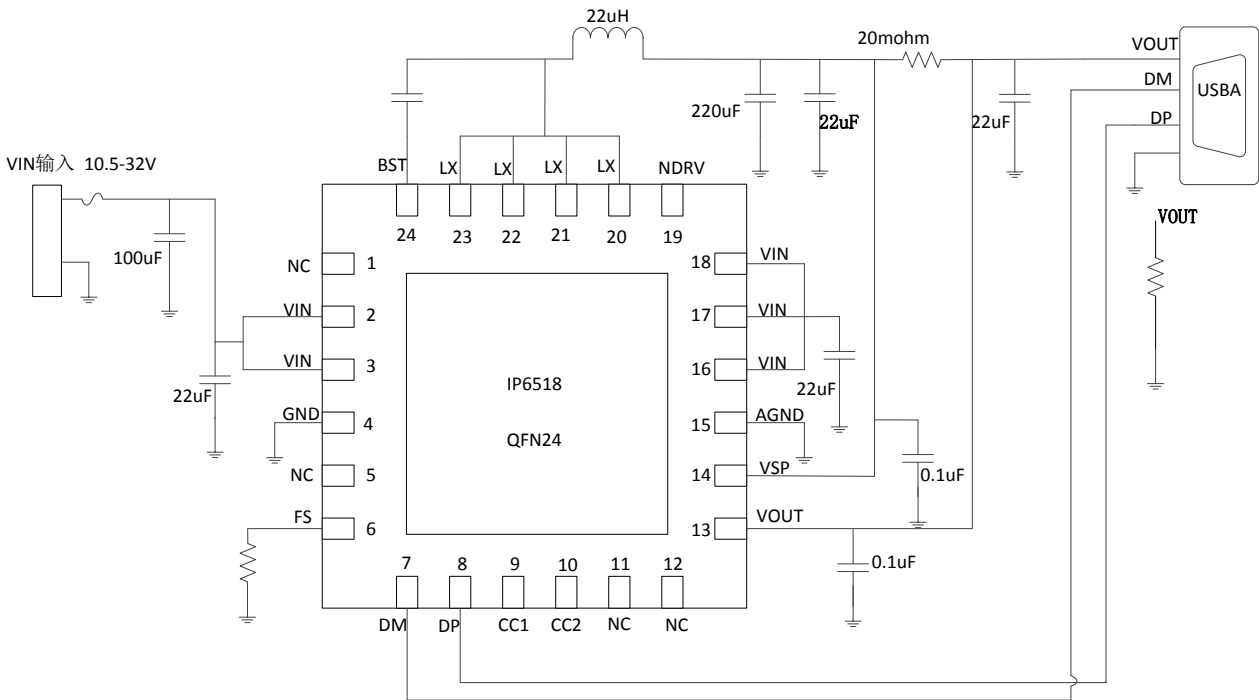 22uH
20mohm
VOUT
DM
USBA
DP
220uF
22uF
22uF
VIN输入 10.5-32V
BST
LX
LX
LX
LX
NDRV
24
23
22
21
20
19
VOUT
100uF
NC
1
18
VIN
VIN
2
17
VIN
VIN
3
16
VIN
22uF
22uF
IP6518
GND
4
15
AGND
QFN24
NC
5
14
VSP
0.1uF
FS
6
13
VOUT
0.1uF
7
8
9
10
11
12
DM
DP
CC1
CC2
NC
NC